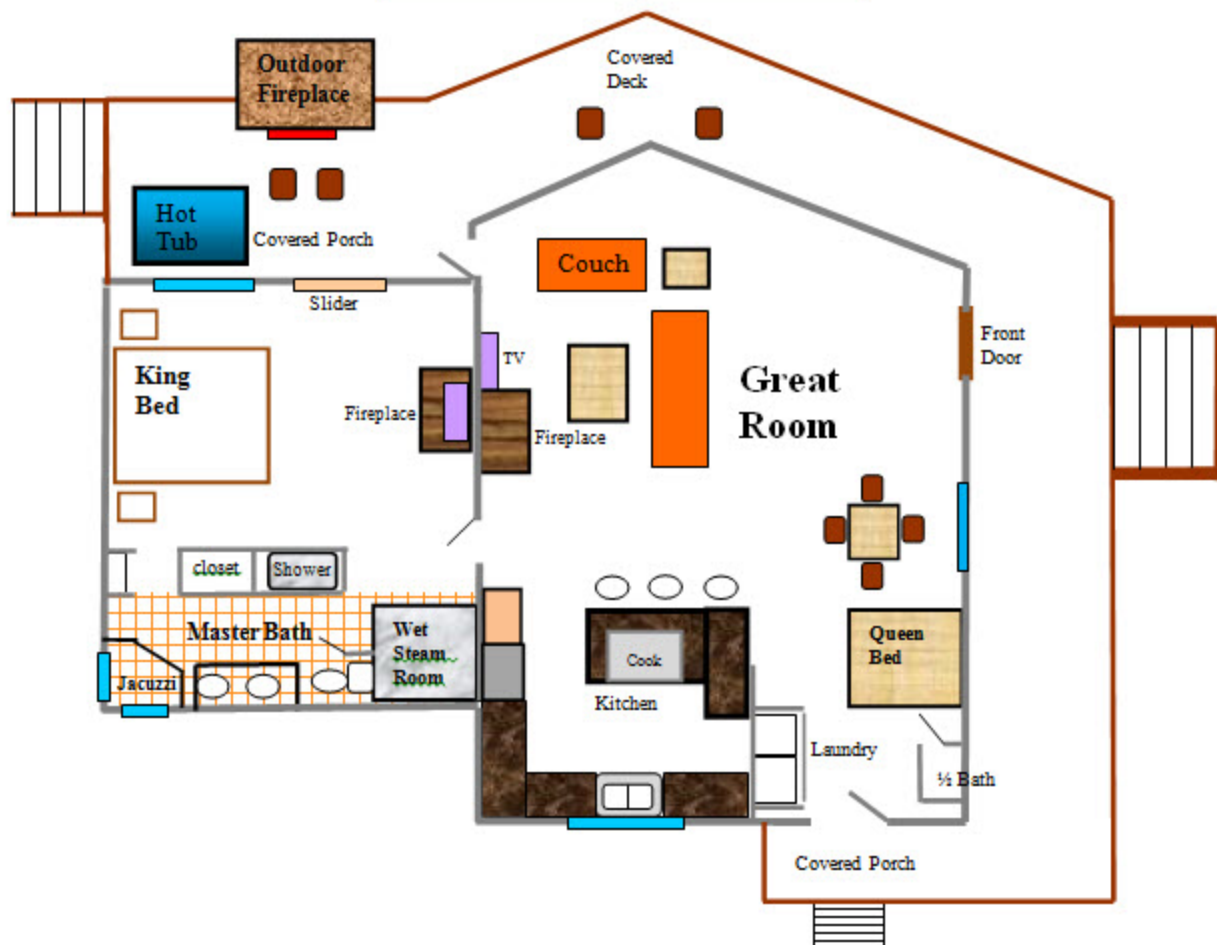 Covered
Deck
Outdoor
Fireplace
Hot
Tub
Covered Porch
Couch
Slider
Front
Door
King
Bed
TV
Great
Room
Fireplace
Fireplace
closet
Shower
Master Bath
Wet
Steam
Room
Queen
Bed
Cook
Jacuzzi
Kitchen
Laundry
½ Bath
Covered Porch